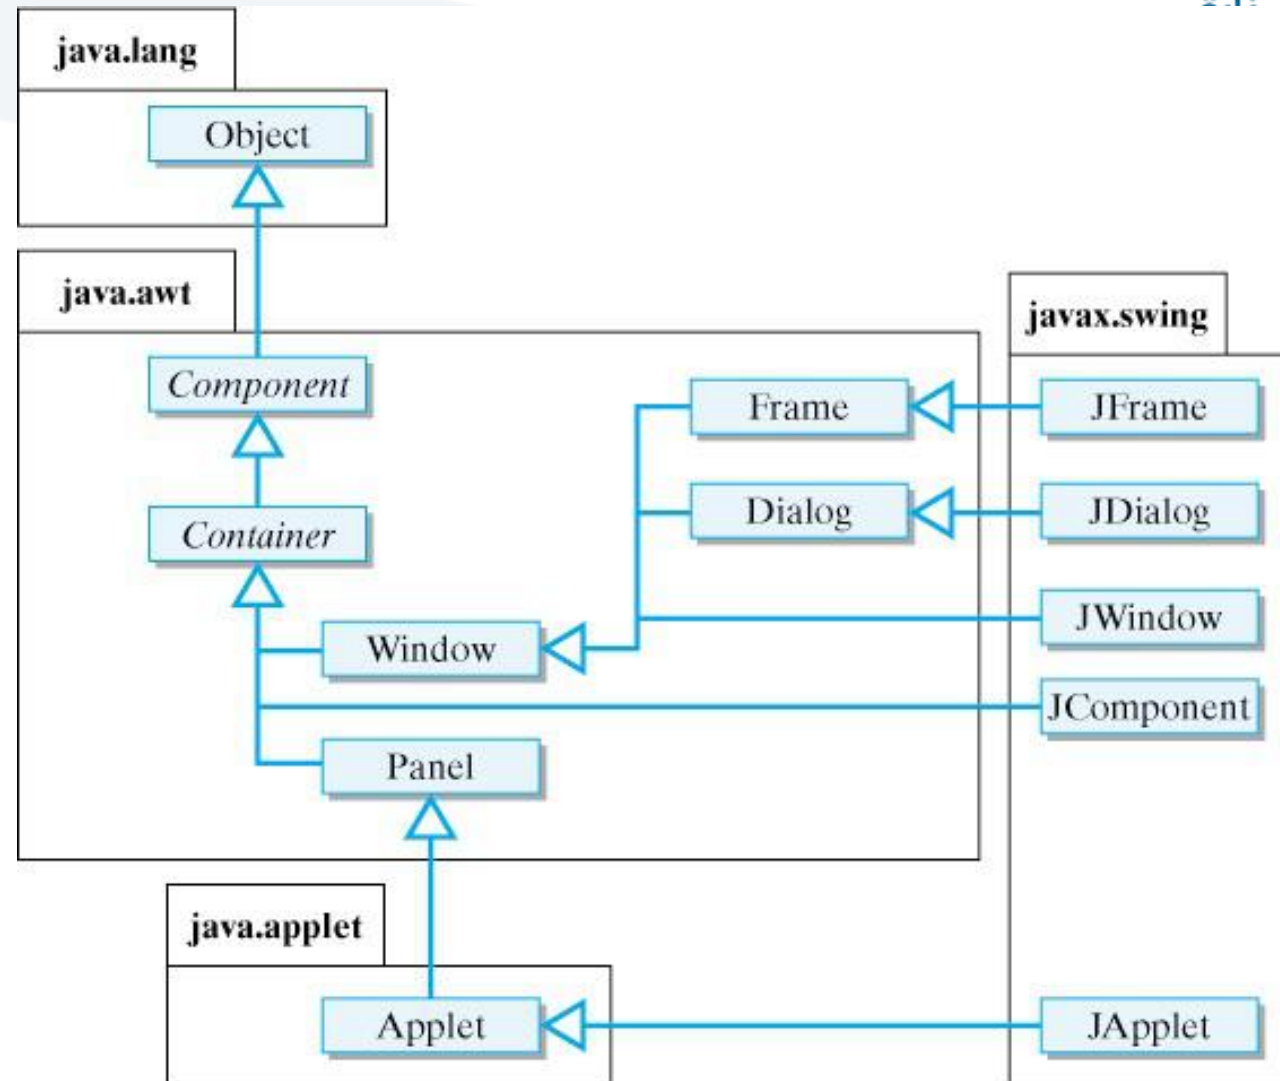 java.lang
Object
java.awt
javax.swing
Component
Frame
JFrame
Dialog
JDialog
Container
JWindow
Window
JComponent
Panel
java.applet
Applet
JApplet